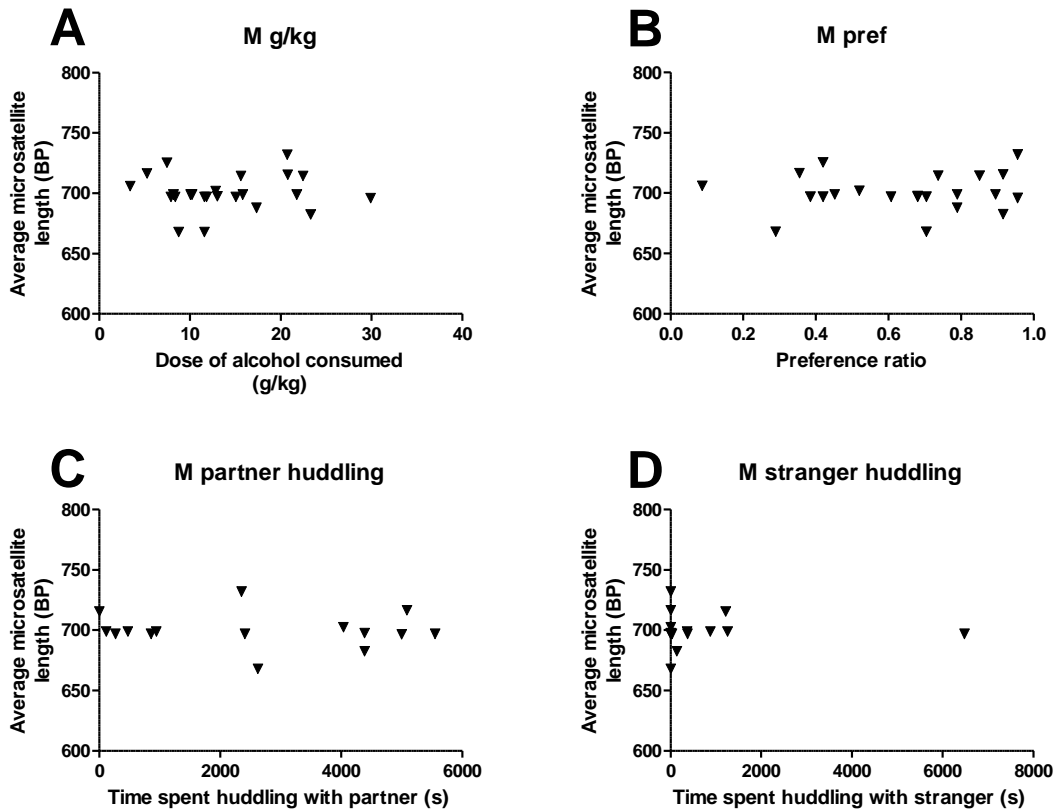 A
M g/kg
Average microsatellite
length (BP)
800
750
700
650
600
0
10
20
30
40
Dose of alcohol consumed
(g/kg)
B
M pref
Average microsatellite
length (BP)
800
750
700
650
600
0.0
0.2
0.4
0.6
0.8
1.0
Preference ratio
C
M partner huddling
Average microsatellite
length (BP)
800
750
700
650
600
0
2000
4000
6000
Time spent huddling with partner (s)
D
M stranger huddling
Average microsatellite
length (BP)
800
750
700
650
600
0
2000
4000
6000
8000
Time spent huddling with stranger (s)